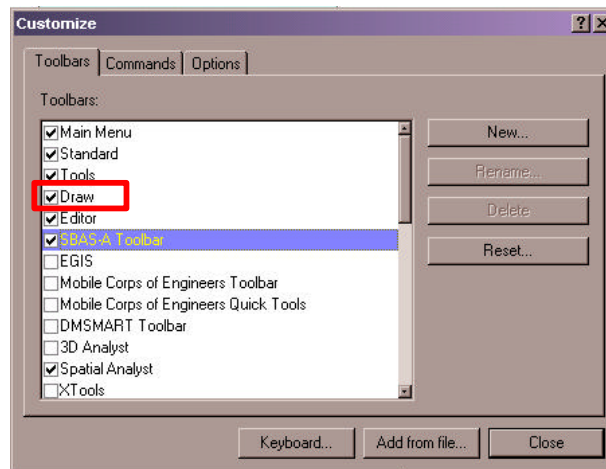 Customize
Toolbars Commands Options
Toolbars:
Main Menu
Standard
Tools
Draw
Editor
SBAS-A Toolbar
EGIS
Mobile Corps of Engineers Toolbar
Mobile Corps of Engineers Quick Tools
DMSMART Toolbar
3D Analyst
Spatial Analyst
XTools
New...
Rename...
Delete
Reset...
Keyboard... Add from file... Close